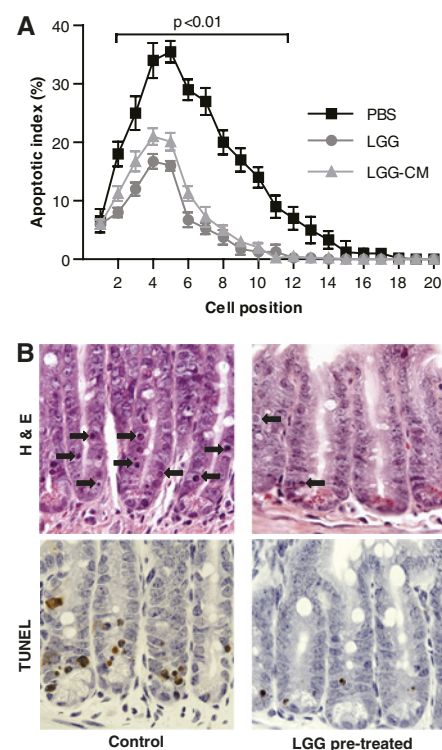 A
p<0.01
40
30
20
10
0
Apoptotic index (%)
PBS
LGG
LGG-CM
2 4 6 8 10 12 14 16 18 20
Cell position
B
H & E
TUNEL
Control
LGG pre-treated